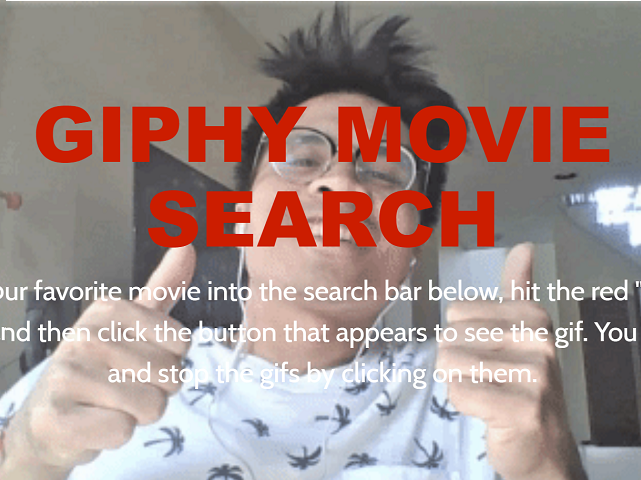 GIPHY MOVIE
SEARCH
our favorite movie into the search bar below, hit the red "
nd then click the button that appears to see the gif. You
and stop the gifs by clicking on them.